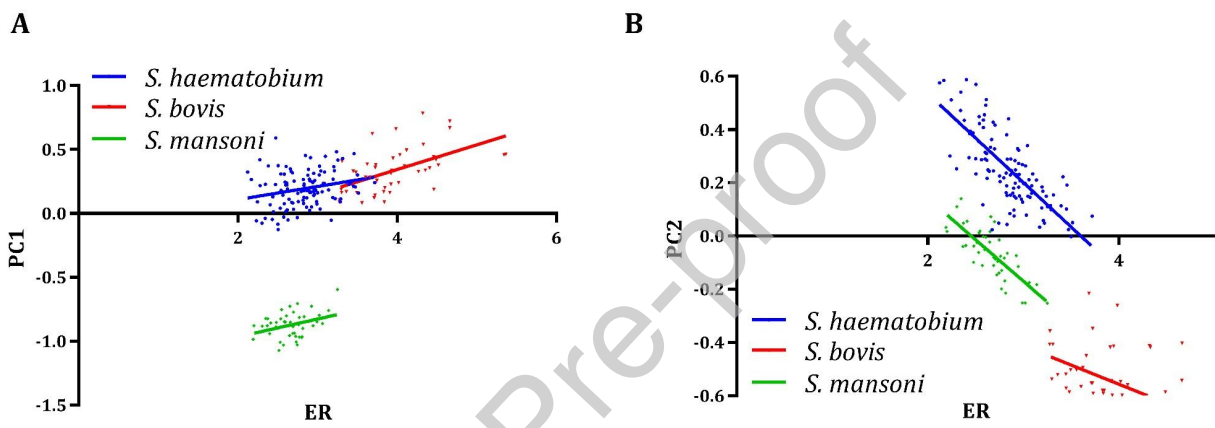 A
S. haematobium
S. bovis
S. mansoni
1.0
0.5
0.0
-0.5
-1.0
-1.5
2
4
6
PC1
ER
B
0.6
0.4
0.2
0.0
-0.2
-0.4
-0.6
2
4
PC2
S. haematobium
S. bovis
S. mansoni
ER
Pre-proof